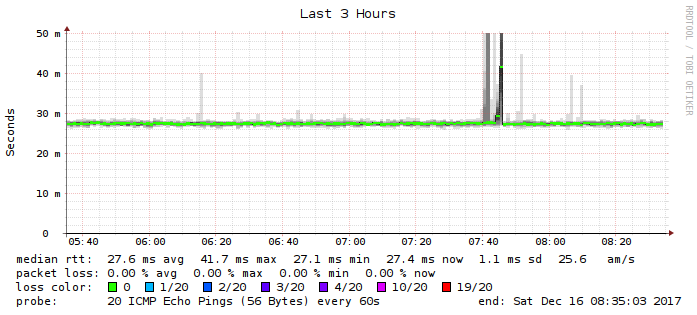 Last 3 Hours
RRDTOOL / TOBI OETIKER
Seconds
50 m
40 m
30 m
20 m
10 m
0
05:40 06:00 06:20 06:40 07:00 07:20 07:40 08:00 08:20
median rtt: 27.6 ms avg 41.7 ms max 27.1 ms min 27.4 ms now 1.1 ms sd 25.6 am/s
packet loss: 0.00 % avg 0.00 % max 0.00 % min 0.00 % now
loss color: 0 1/20 2/20 3/20 4/20 10/20 19/20
probe: 20 ICMP Echo Pings (56 Bytes) every 60s end: Sat Dec 16 08:35:03 2017